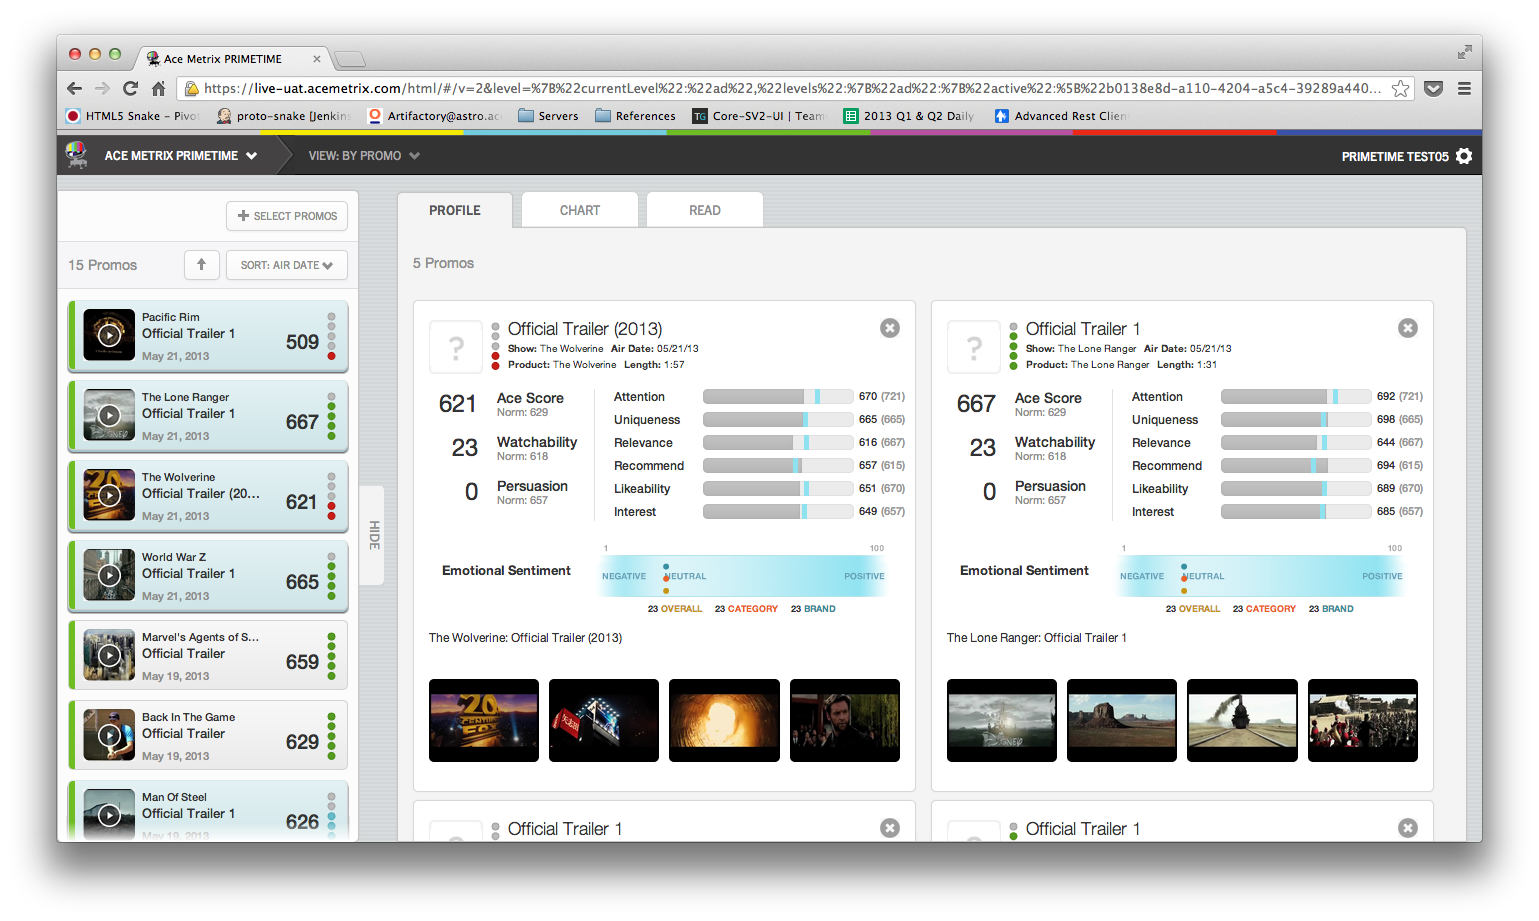 Ace Metrix PRIMETIME
https://live-uat.acemetrix.com/html/#/v=2&level=%7B%22currentLevel%22:%22ad%22,%22levels%22:%7B%22ad%22:%7B%22active%22:%5B%22b0138e8d-a110-4204-a5c4-39289a440...
HTML5 Snake - Pivot
proto-snake [Jenkins
Artifactory@astro.ac
Servers
References
TG Core-SV2-UI | Team
2013 Q1 & Q2 Daily
Advanced Rest Clien
ACE METRIX PRIMETIME
VIEW: BY PROMO
PRIMETIME TEST05
SELECT PROMOS
15 Promos
SORT: AIR DATE
Pacific Rim
Official Trailer 1
509
May 21, 2013
The Lone Ranger
Official Trailer 1
667
May 21, 2013
The Wolverine
Official Trailer (20...
621
May 21, 2013
World War Z
Official Trailer 1
665
May 21, 2013
Marvel's Agents of S...
Official Trailer
659
May 19, 2013
Back In The Game
Official Trailer
629
May 19, 2013
Man Of Steel
Official Trailer 1
626
May 19, 2013
HIDE
PROFILE
CHART
READ
5 Promos
?
Official Trailer (2013)
Show: The Wolverine Air Date: 05/21/13
Product: The Wolverine Length: 1:57
621 Ace Score
Norm: 629
23 Watchability
Norm: 618
0 Persuasion
Norm: 657
Attention 670 (721)
Uniqueness 665 (665)
Relevance 616 (667)
Recommend 657 (615)
Likeability 651 (670)
Interest 649 (657)
1 100
Emotional Sentiment
NEGATIVE NEUTRAL POSITIVE
23 OVERALL 23 CATEGORY 23 BRAND
The Wolverine: Official Trailer (2013)
20
CENTURY
FOX
?
Official Trailer 1
Show: The Lone Ranger Air Date: 05/21/13
Product: The Lone Ranger Length: 1:31
667 Ace Score
Norm: 629
23 Watchability
Norm: 618
0 Persuasion
Norm: 657
Attention 692 (721)
Uniqueness 698 (665)
Relevance 644 (667)
Recommend 694 (615)
Likeability 689 (670)
Interest 685 (657)
1 100
Emotional Sentiment
NEGATIVE NEUTRAL POSITIVE
23 OVERALL 23 CATEGORY 23 BRAND
The Lone Ranger: Official Trailer 1
DISNEY
Official Trailer 1
Official Trailer 1